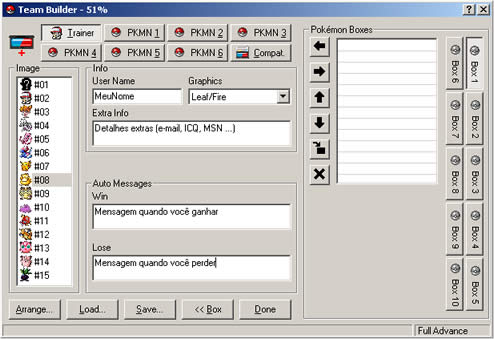 Team Builder - 51%
Trainer
PKMN 1
PKMN 2
PKMN 3
PKMN 4
PKMN 5
PKMN 6
Compat.
Image
#01
#02
#03
#04
#05
#06
#07
#08
#09
#10
#11
#12
#13
#14
#15
Info
User Name
Graphics
MeuNome
Leaf/Fire
Extra Info
Detalhes extras (e-mail, ICQ, MSN ...)
Auto Messages
Win
Mensagem quando você ganhar
Lose
Mensagem quando você perder
Pokémon Boxes
Box 6
Box 1
Box 7
Box 2
Box 8
Box 3
Box 9
Box 4
Box 10
Box 5
Arrange...
Load...
Save...
<< Box
Done
Full Advance